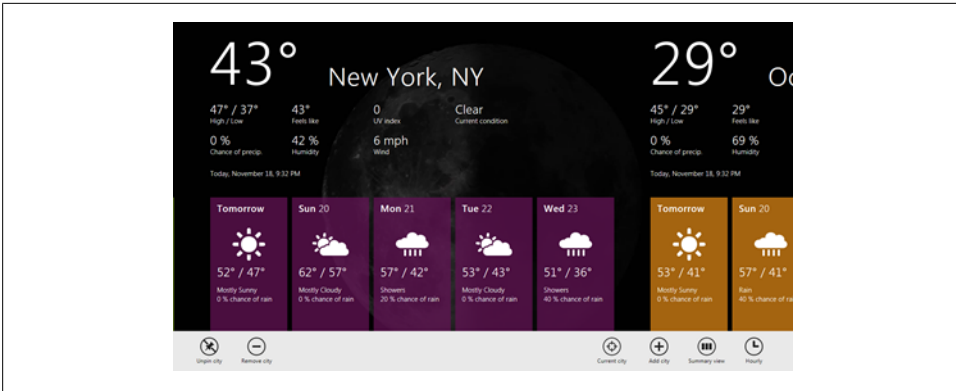 43°
New York, NY
47° / 37°
High / Low
43°
Feels like
0
UV index
Clear
Current condition
0 %
Chance of precip.
42 %
Humidity
6 mph
Wind
Today, November 18, 9:32 PM
Tomorrow
52° / 47°
Mostly Sunny
0 % chance of rain
Sun 20
62° / 57°
Mostly Cloudy
0 % chance of rain
Mon 21
57° / 42°
Showers
20 % chance of rain
Tue 22
53° / 43°
Mostly Cloudy
0 % chance of rain
Wed 23
51° / 36°
Showers
40 % chance of rain
29°
45° / 29°
High / Low
29°
Feels like
0 %
Chance of precip.
69 %
Humidity
Today, November 18, 9:32 PM
Tomorrow
53° / 41°
Mostly Sunny
0 % chance of rain
Sun 20
57° / 41°
Rain
40 % chance of ra
Unpin city
Remove city
Current city
Add city
Summary view
Hourly